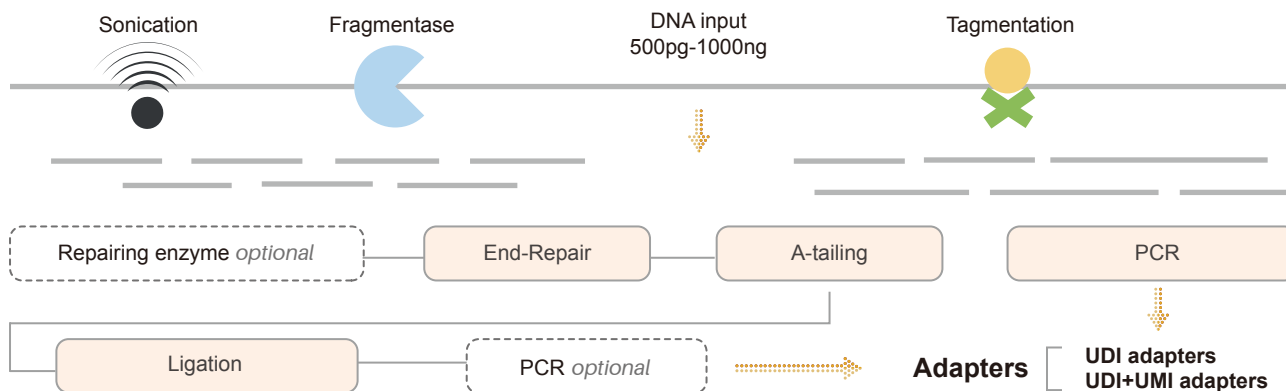 Sonication
Fragmentase
DNA input
500pg-1000ng
Tagmentation
Repairing enzyme optional
End-Repair
A-tailing
PCR
Ligation
PCR optional
Adapters
UDI adapters
UDI+UMI adapters